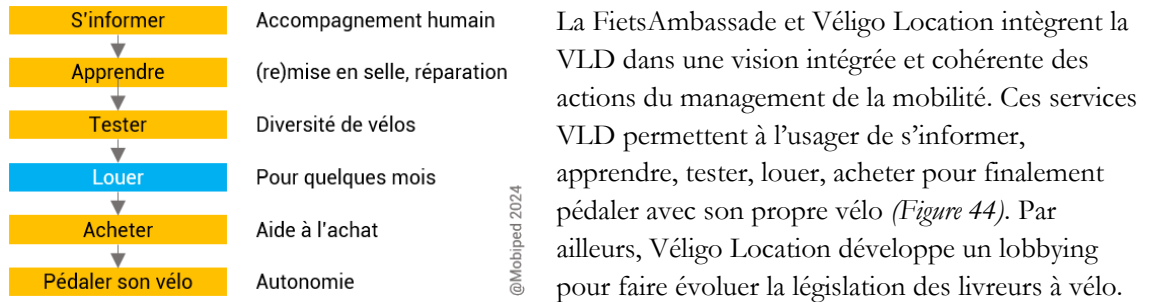 S'informer Accompagnement humain
Apprendre (re)mise en selle, réparation
Tester Diversité de vélos
Louer Pour quelques mois
Acheter Aide à l'achat
Pédaler son vélo Autonomie
@Mobiped 2024
La FietsAmbassade et Véligo Location intègrent la
VLD dans une vision intégrée et cohérente des
actions du management de la mobilité. Ces services
VLD permettent à l’usager de s’informer,
apprendre, tester, louer, acheter pour finalement
pédaler avec son propre vélo (Figure 44). Par
ailleurs, Véligo Location développe un lobbying
pour faire évoluer la législation des livreurs à vélo.